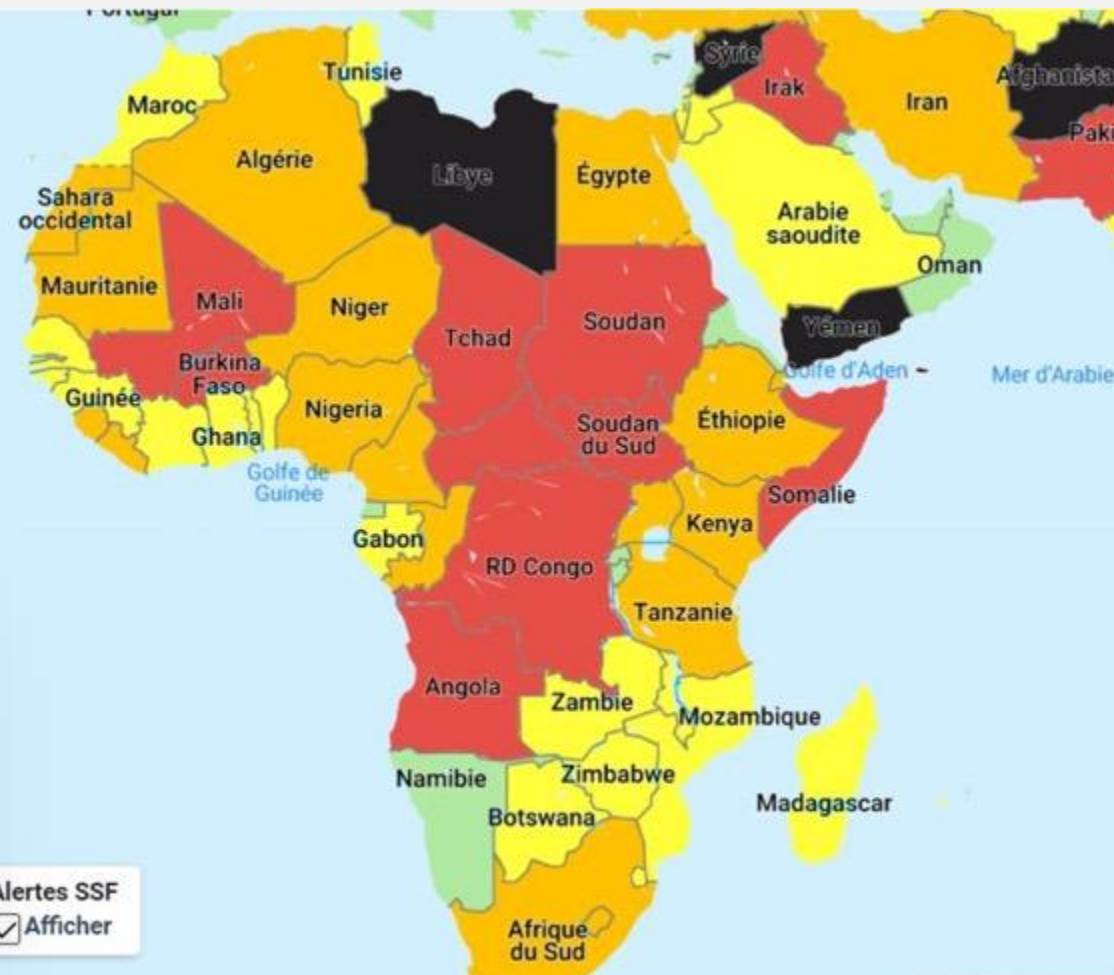 Portugal
Tunisie
Syrie
Irak
Afghanista
Iran
Maroc
Paki
Algérie
Libye
Égypte
Sahara
occidental
Arabie
saoudite
Oman
Mauritanie
Mali
Niger
Tchad
Soudan
Yémen
Burkina
Faso
Golfe d'Aden
Mer d'Arabie
Guinée
Nigeria
Ghana
Soudan
du Sud
Éthiopie
Golfe de
Guinée
Somalie
Kenya
Gabon
RD Congo
Tanzanie
Angola
Zambie
Mozambique
Namibie
Zimbabwe
Botswana
Madagascar
Alertes SSF
Afficher
Afrique
du Sud